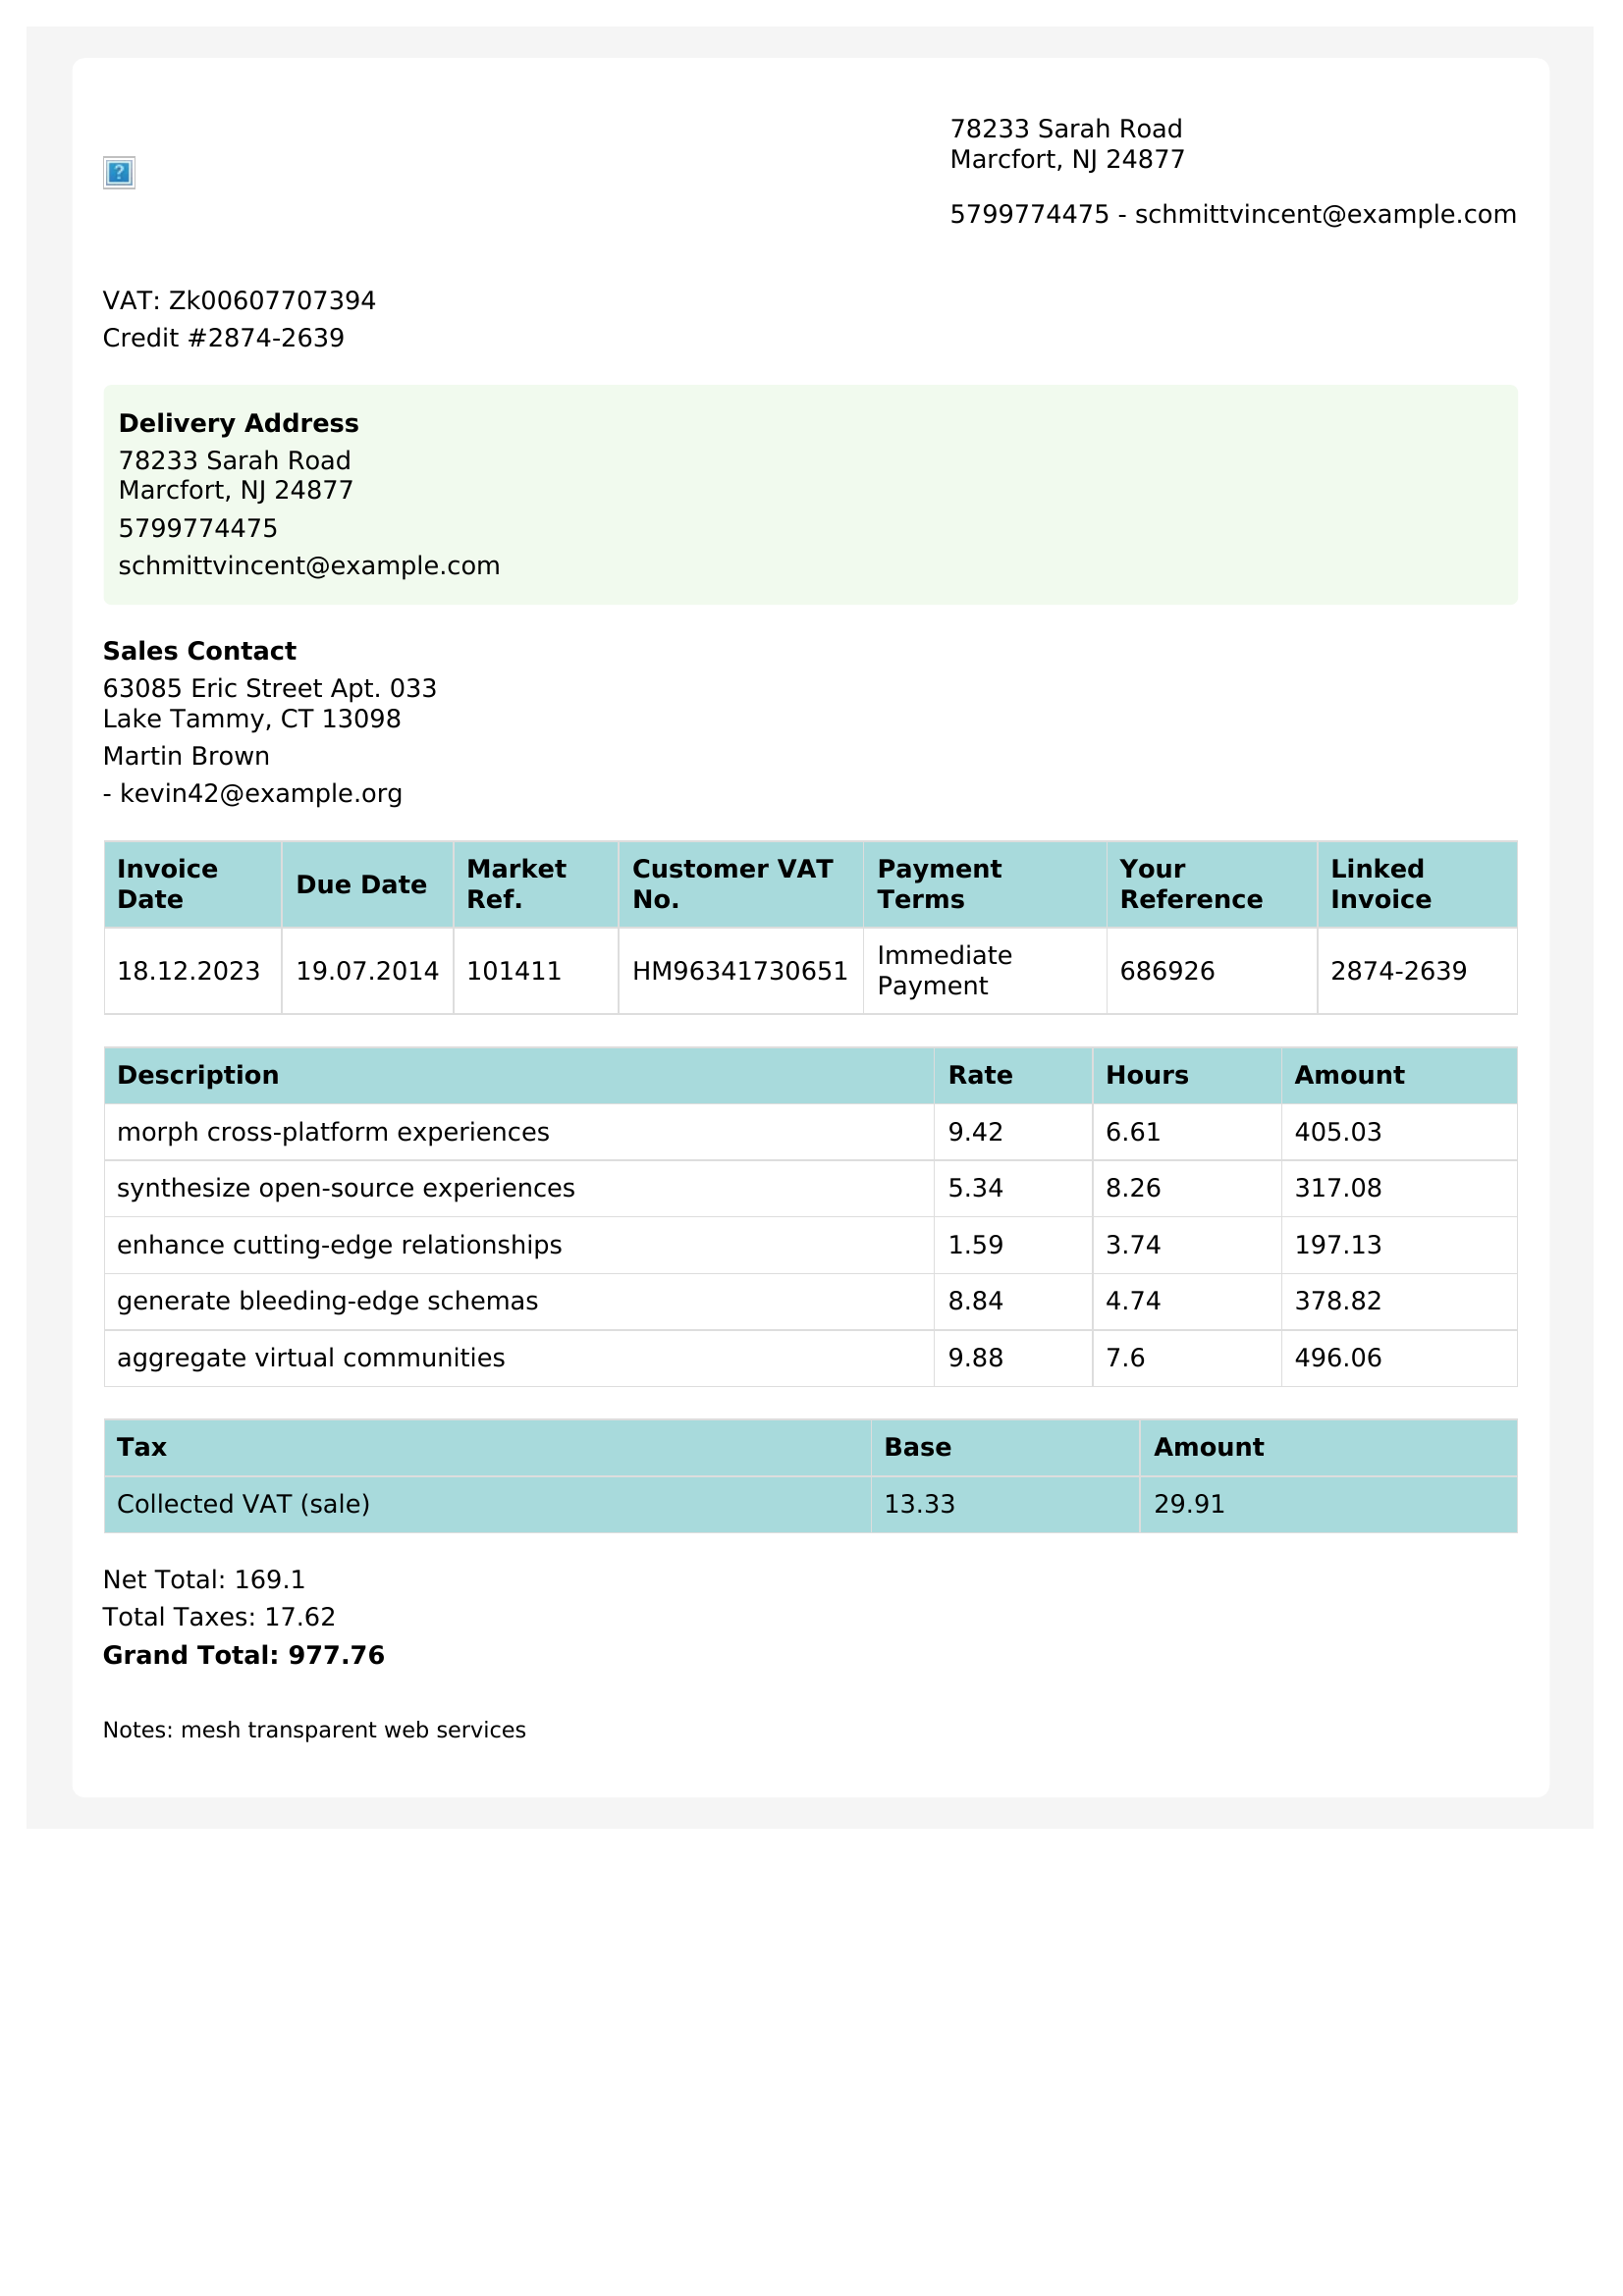 78233 Sarah Road
Marcfort, NJ 24877
5799774475 - schmittvincent@example.com
VAT: Zk00607707394
Credit #2874-2639
Delivery Address
78233 Sarah Road
Marcfort, NJ 24877
5799774475
schmittvincent@example.com
Sales Contact
63085 Eric Street Apt. 033
Lake Tammy, CT 13098
Martin Brown
- kevin42@example.org
Invoice Date Due Date Market Ref. Customer VAT No. Payment Terms Your Reference Linked Invoice
18.12.2023 19.07.2014 101411 HM96341730651 Immediate Payment 686926 2874-2639
Description Rate Hours Amount
morph cross-platform experiences 9.42 6.61 405.03
synthesize open-source experiences 5.34 8.26 317.08
enhance cutting-edge relationships 1.59 3.74 197.13
generate bleeding-edge schemas 8.84 4.74 378.82
aggregate virtual communities 9.88 7.6 496.06
Tax Base Amount
Collected VAT (sale) 13.33 29.91
Net Total: 169.1
Total Taxes: 17.62
Grand Total: 977.76
Notes: mesh transparent web services